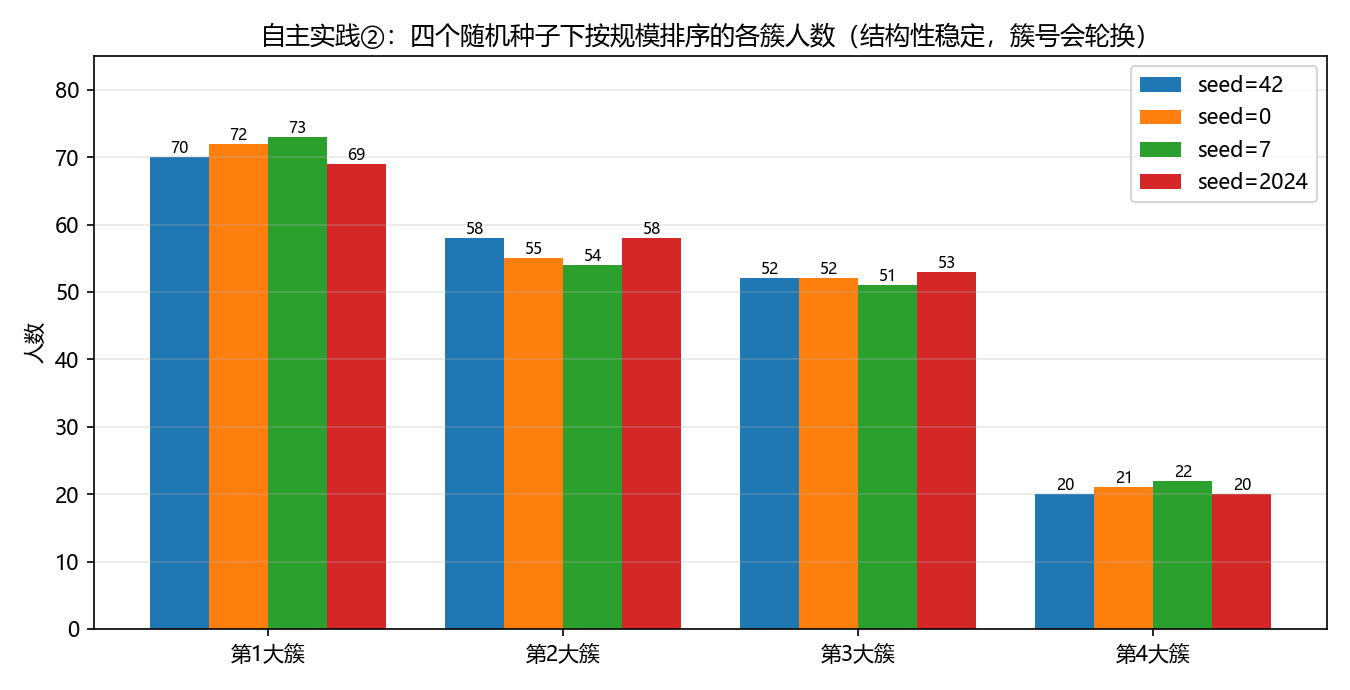 自主实践②：四个随机种子下按规模排序的各簇人数（结构性稳定，簇号会轮换）
seed=42
seed=0
seed=7
seed=2024
人数
80
70
60
50
40
30
20
10
0
70 72 73 69
58 55 54 58
52 52 51 53
20 21 22 20
第1大簇 第2大簇 第3大簇 第4大簇